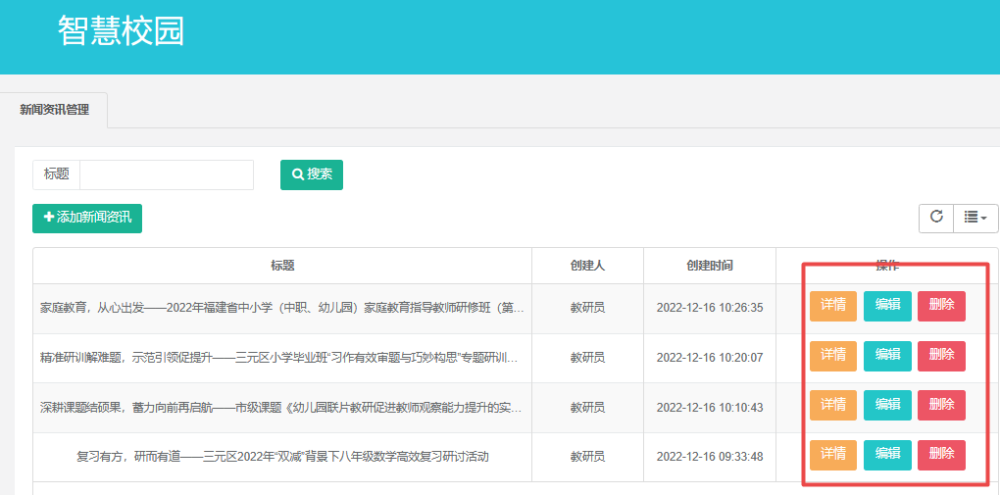 智慧校园
新闻资讯管理
标题 搜索
添加新闻资讯
标题 创建人 创建时间 操作
家庭教育，从心出发——2022年福建省中小学（中职、幼儿园）家庭教育指导教师研修班（第... 教研员 2022-12-16 10:26:35 详情 编辑 删除
精准研训解难题，示范引领促提升——三元区小学毕业班“习作有效审题与巧妙构思”专题研训... 教研员 2022-12-16 10:20:07 详情 编辑 删除
深耕课题结硕果，蓄力向前再启航——市级课题《幼儿园联片教研促进教师观察能力提升的实... 教研员 2022-12-16 10:10:43 详情 编辑 删除
复习有方，研而有道——三元区2022年“双减”背景下八年级数学高效复习研讨活动 教研员 2022-12-16 09:33:48 详情 编辑 删除